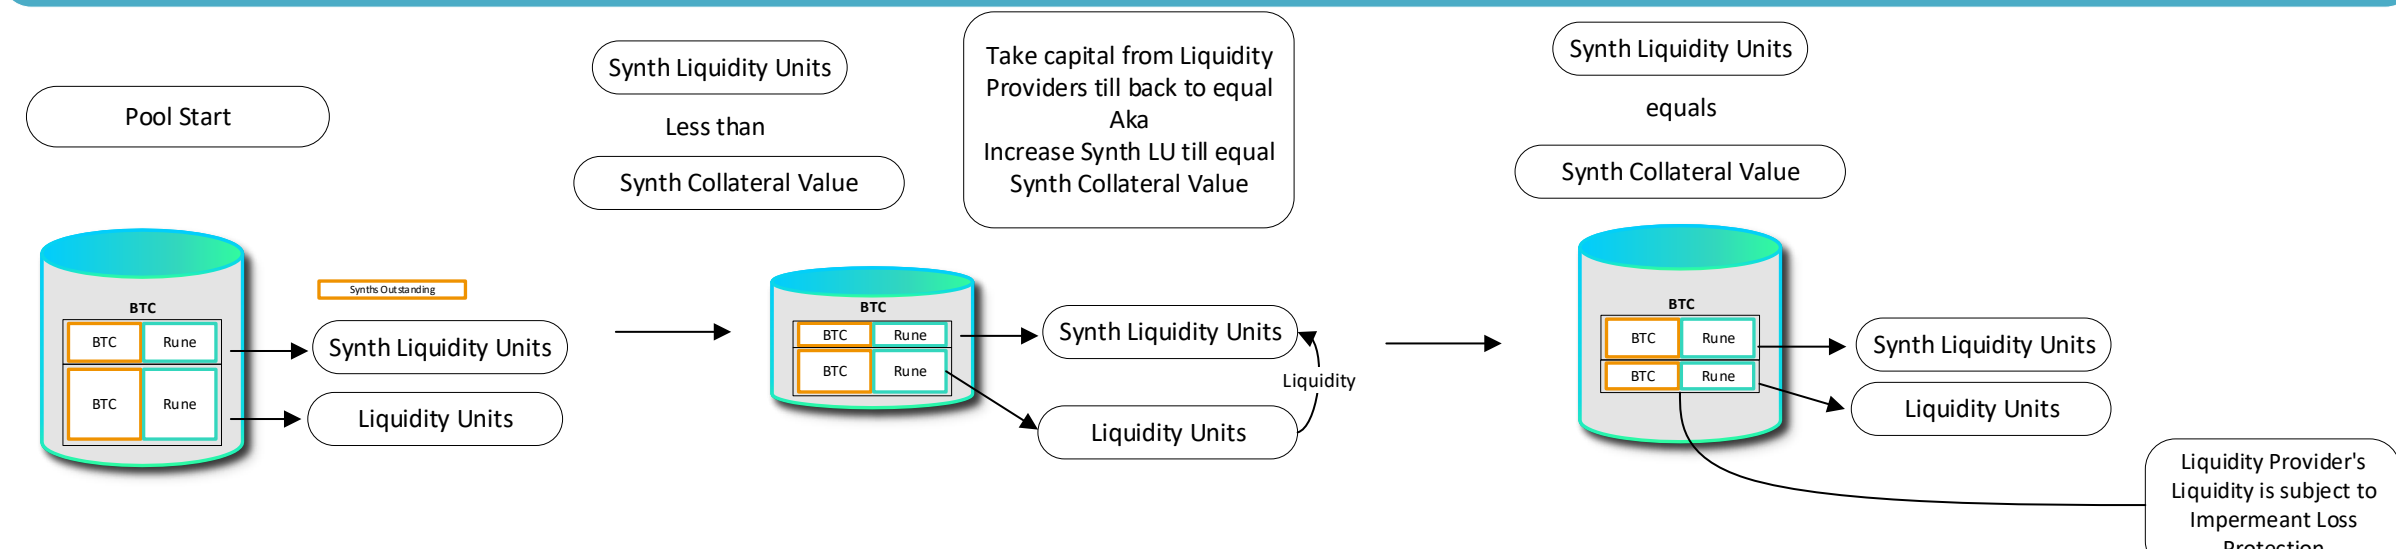 Pool Start
BTC
BTC Rune
BTC Rune
Synths Outstanding
Synth Liquidity Units
Liquidity Units
Synth Liquidity Units
Less than
Synth Collateral Value
Take capital from Liquidity
Providers till back to equal
Aka
Increase Synth LU till equal
Synth Collateral Value
BTC
BTC Rune
BTC Rune
Synth Liquidity Units
Liquidity
Liquidity Units
Synth Liquidity Units
equals
Synth Collateral Value
BTC
BTC Rune
BTC Rune
Synth Liquidity Units
Liquidity Units
Liquidity Provider's
Liquidity is subject to
Impermeant Loss
Protection